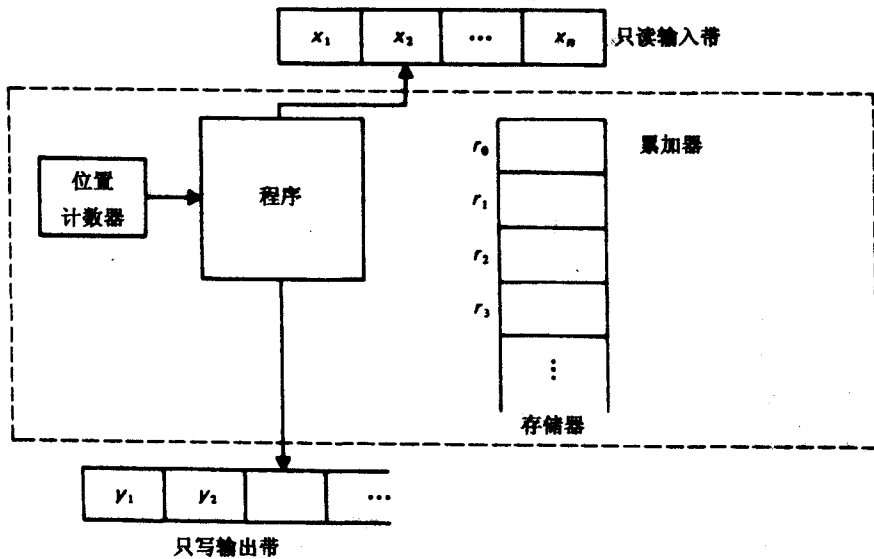 x₁ x₂ … xₙ 只读输入带
r₀ 累加器
位置
计数器
程序
r₁
r₂
r₃
⋮
存储器
y₁ y₂ …
只写输出带